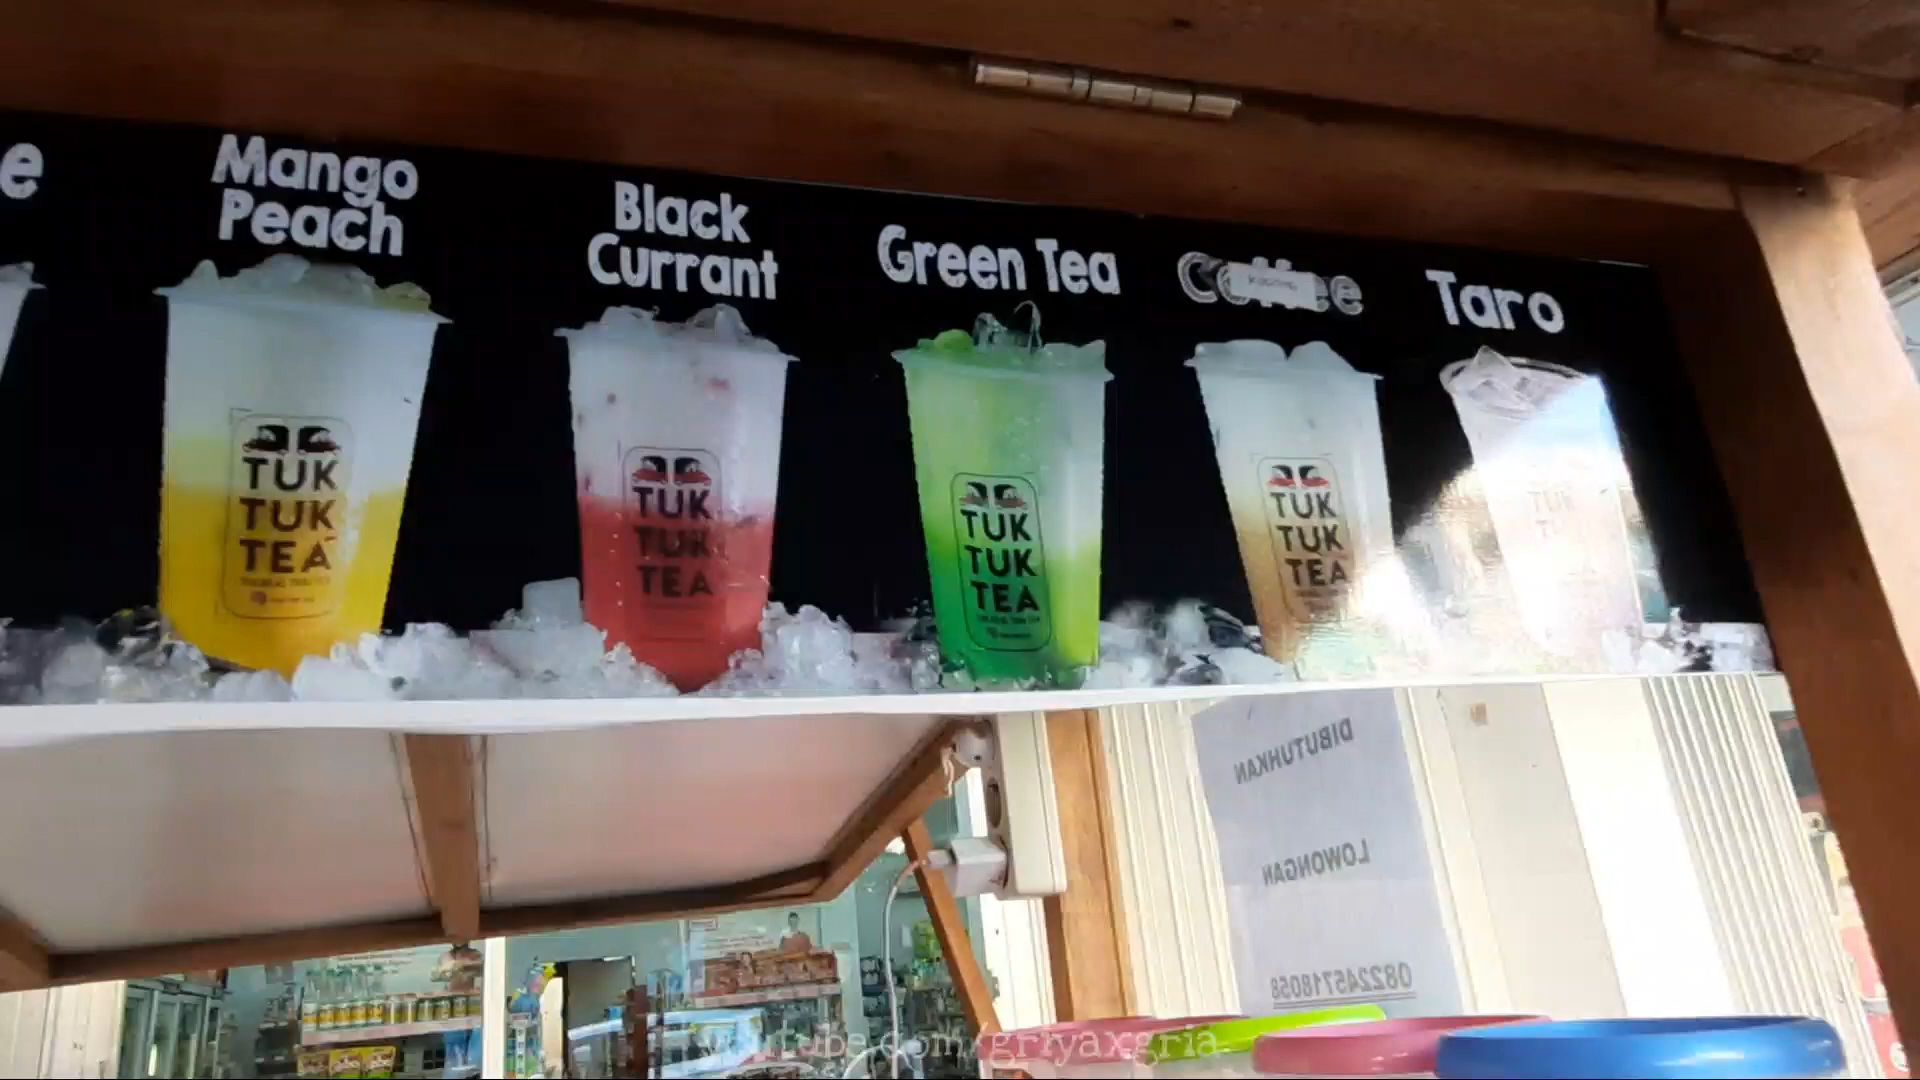 e
Mango
Peach
Black
Currant
Green Tea
Coffee
Taro
TUK
TUK
TEA
TUK
TUK
TEA
TUK
TUK
TEA
TUK
TUK
TEA
TUK
DIBUTUHKAN
LOWONGAN
082245718058
youtube.com/griyaxgria